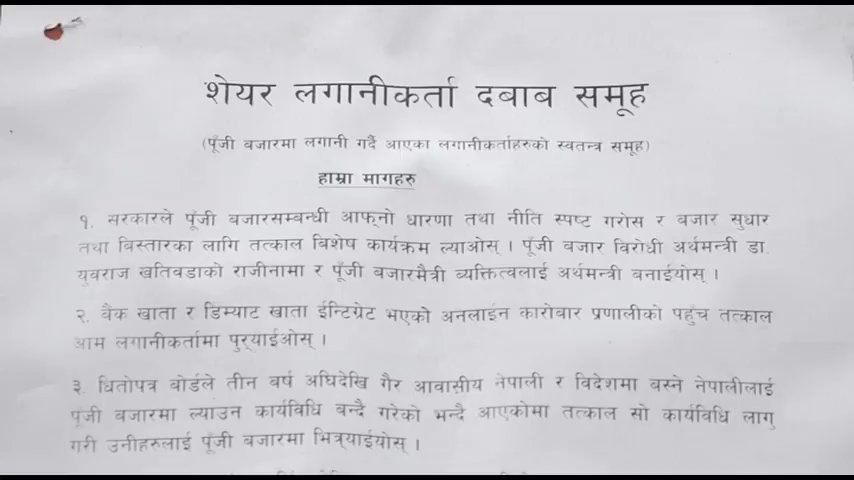 शेयर लगानीकर्ता दबाब समूह
(पूँजी बजारमा लगानी गर्दै आएका लगानीकर्ताहरुको स्वतन्त्र समूह)
हाम्रा मागहरु
१. सरकारले पूँजी बजारसम्बन्धी आफ्नो धारणा तथा नीति स्पष्ट गरोस र बजार सुधार
तथा बिस्तारका लागि तत्काल बिशेष कार्यक्रम ल्याओस् । पूँजी बजार विरोधी अर्थमन्त्री डा.
युवराज खतिवडाको राजीनामा र पूँजी बजारमैत्री व्यक्तित्वलाई अर्थमन्त्री बनाईयोस् ।
२. बैंक खाता र डिम्याट खाता ईन्टिग्रेट भएको अनलाईन कारोबार प्रणालीको पहुँच तत्काल
आम लगानीकर्तामा पुर्‍याईओस् ।
३. धितोपत्र बोर्डले तीन बर्ष अघिदेखि गैर आवासीय नेपाली र विदेशमा बस्ने नेपालीलाई
पूंजी बजारमा ल्याउन कार्यविधि बन्दै गरेको भन्दै आएकोमा तत्काल सो कार्यविधि लागु
गरी उनीहरुलाई पूँजी बजारमा भित्र्याईयोस् ।